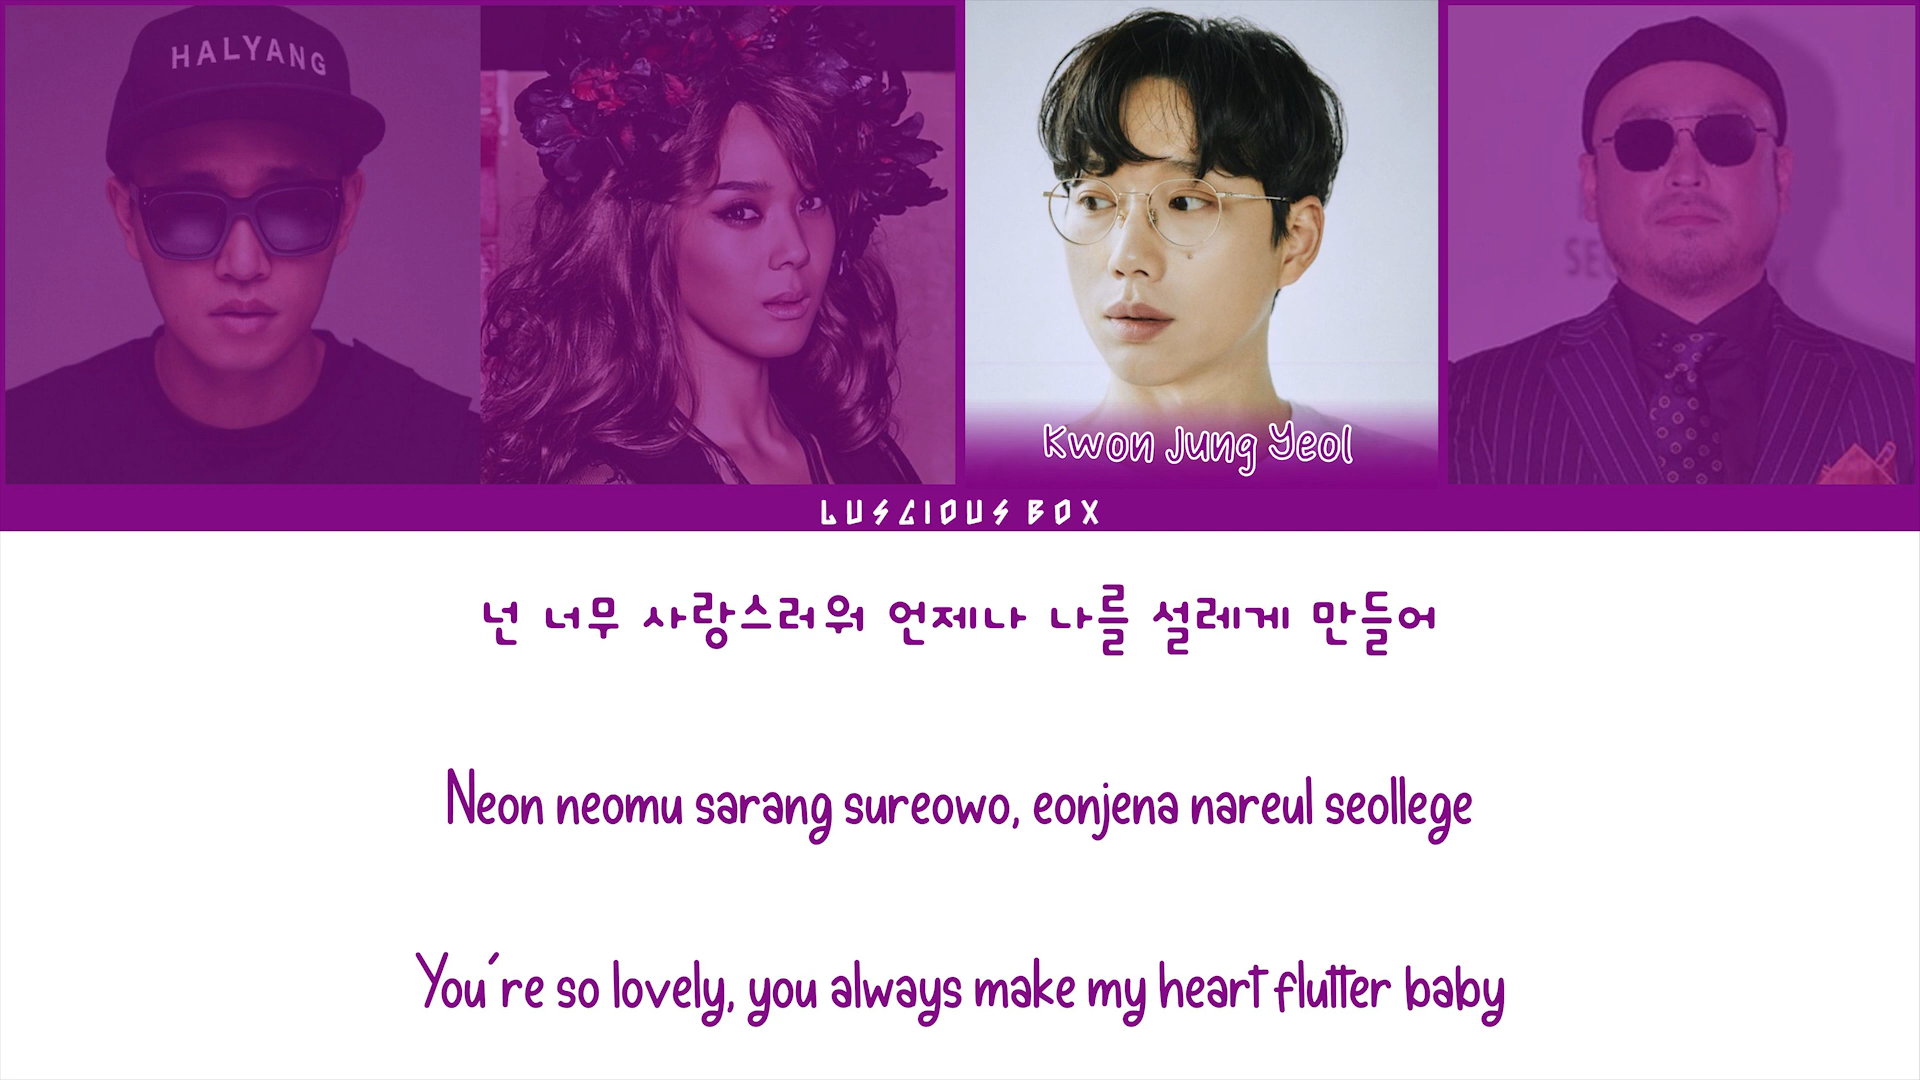 HALYANG
Kwon Jung Yeol
LUSCIOUS BOX
넌 너무 사랑스러워 언제나 나를 설레게 만들어
Neon neomu sarang sureowo, eonjena nareul seollege
You're so lovely, you always make my heart flutter baby